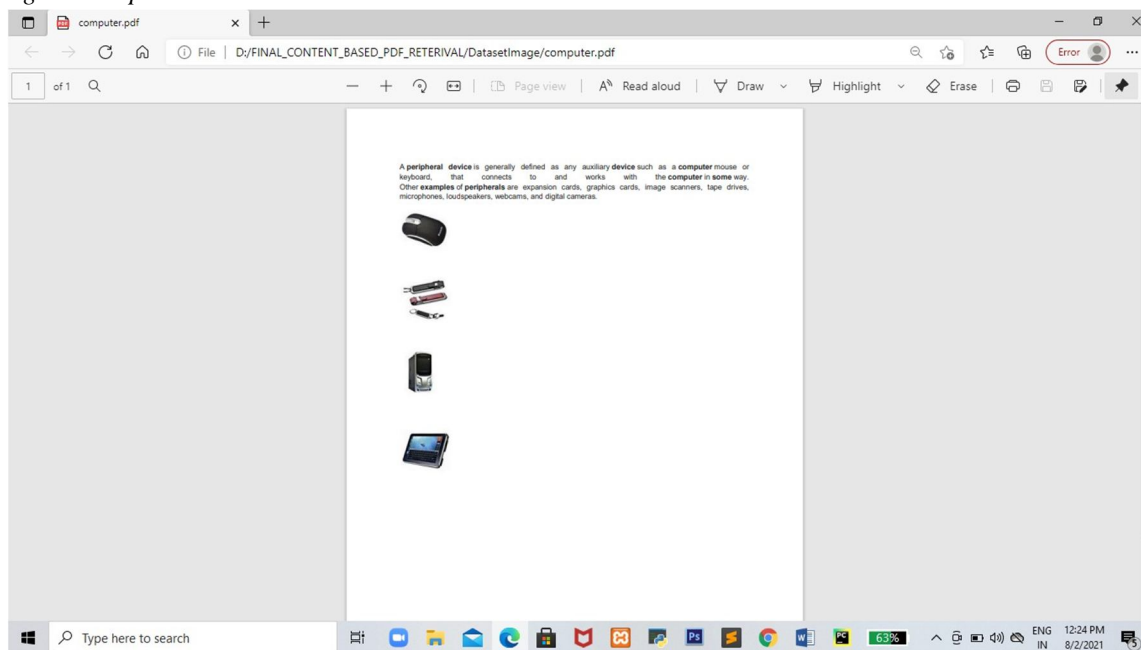 computer.pdf
File | D:/FINAL_CONTENT_BASED_PDF_RETERIVAL/DatasetImage/computer.pdf
Error
1 of 1
Page view | Read aloud | Draw Highlight Erase
A peripheral device is generally defined as any auxiliary device such as a computer mouse or
keyboard, that connects to and works with the computer in some way.
Other examples of peripherals are expansion cards, graphics cards, image scanners, tape drives,
microphones, loudspeakers, webcams, and digital cameras.
Type here to search
63%
ENG 12:24 PM
IN 8/2/2021